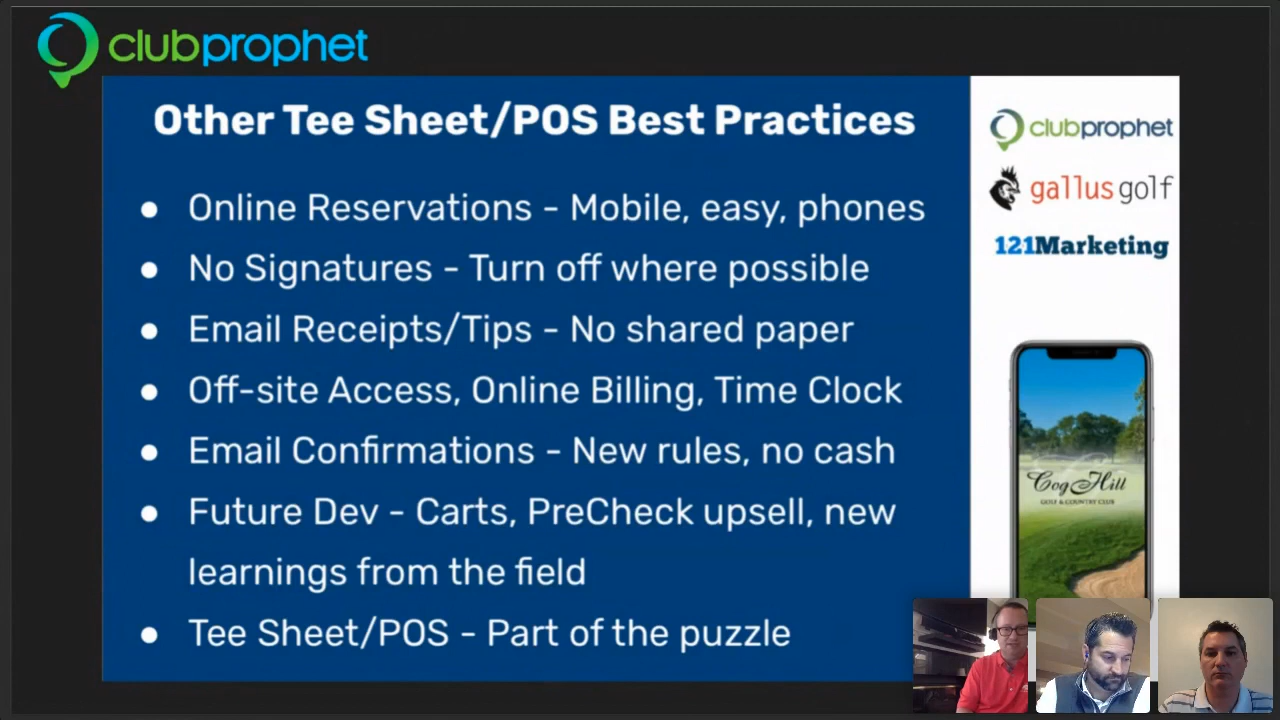 clubprophet
Other Tee Sheet/POS Best Practices
● Online Reservations - Mobile, easy, phones
● No Signatures - Turn off where possible
● Email Receipts/Tips - No shared paper
● Off-site Access, Online Billing, Time Clock
● Email Confirmations - New rules, no cash
● Future Dev - Carts, PreCheck upsell, new
learnings from the field
● Tee Sheet/POS - Part of the puzzle
clubprophet
gallus golf
121Marketing
Cog Hill
GOLF & COUNTRY CLUB